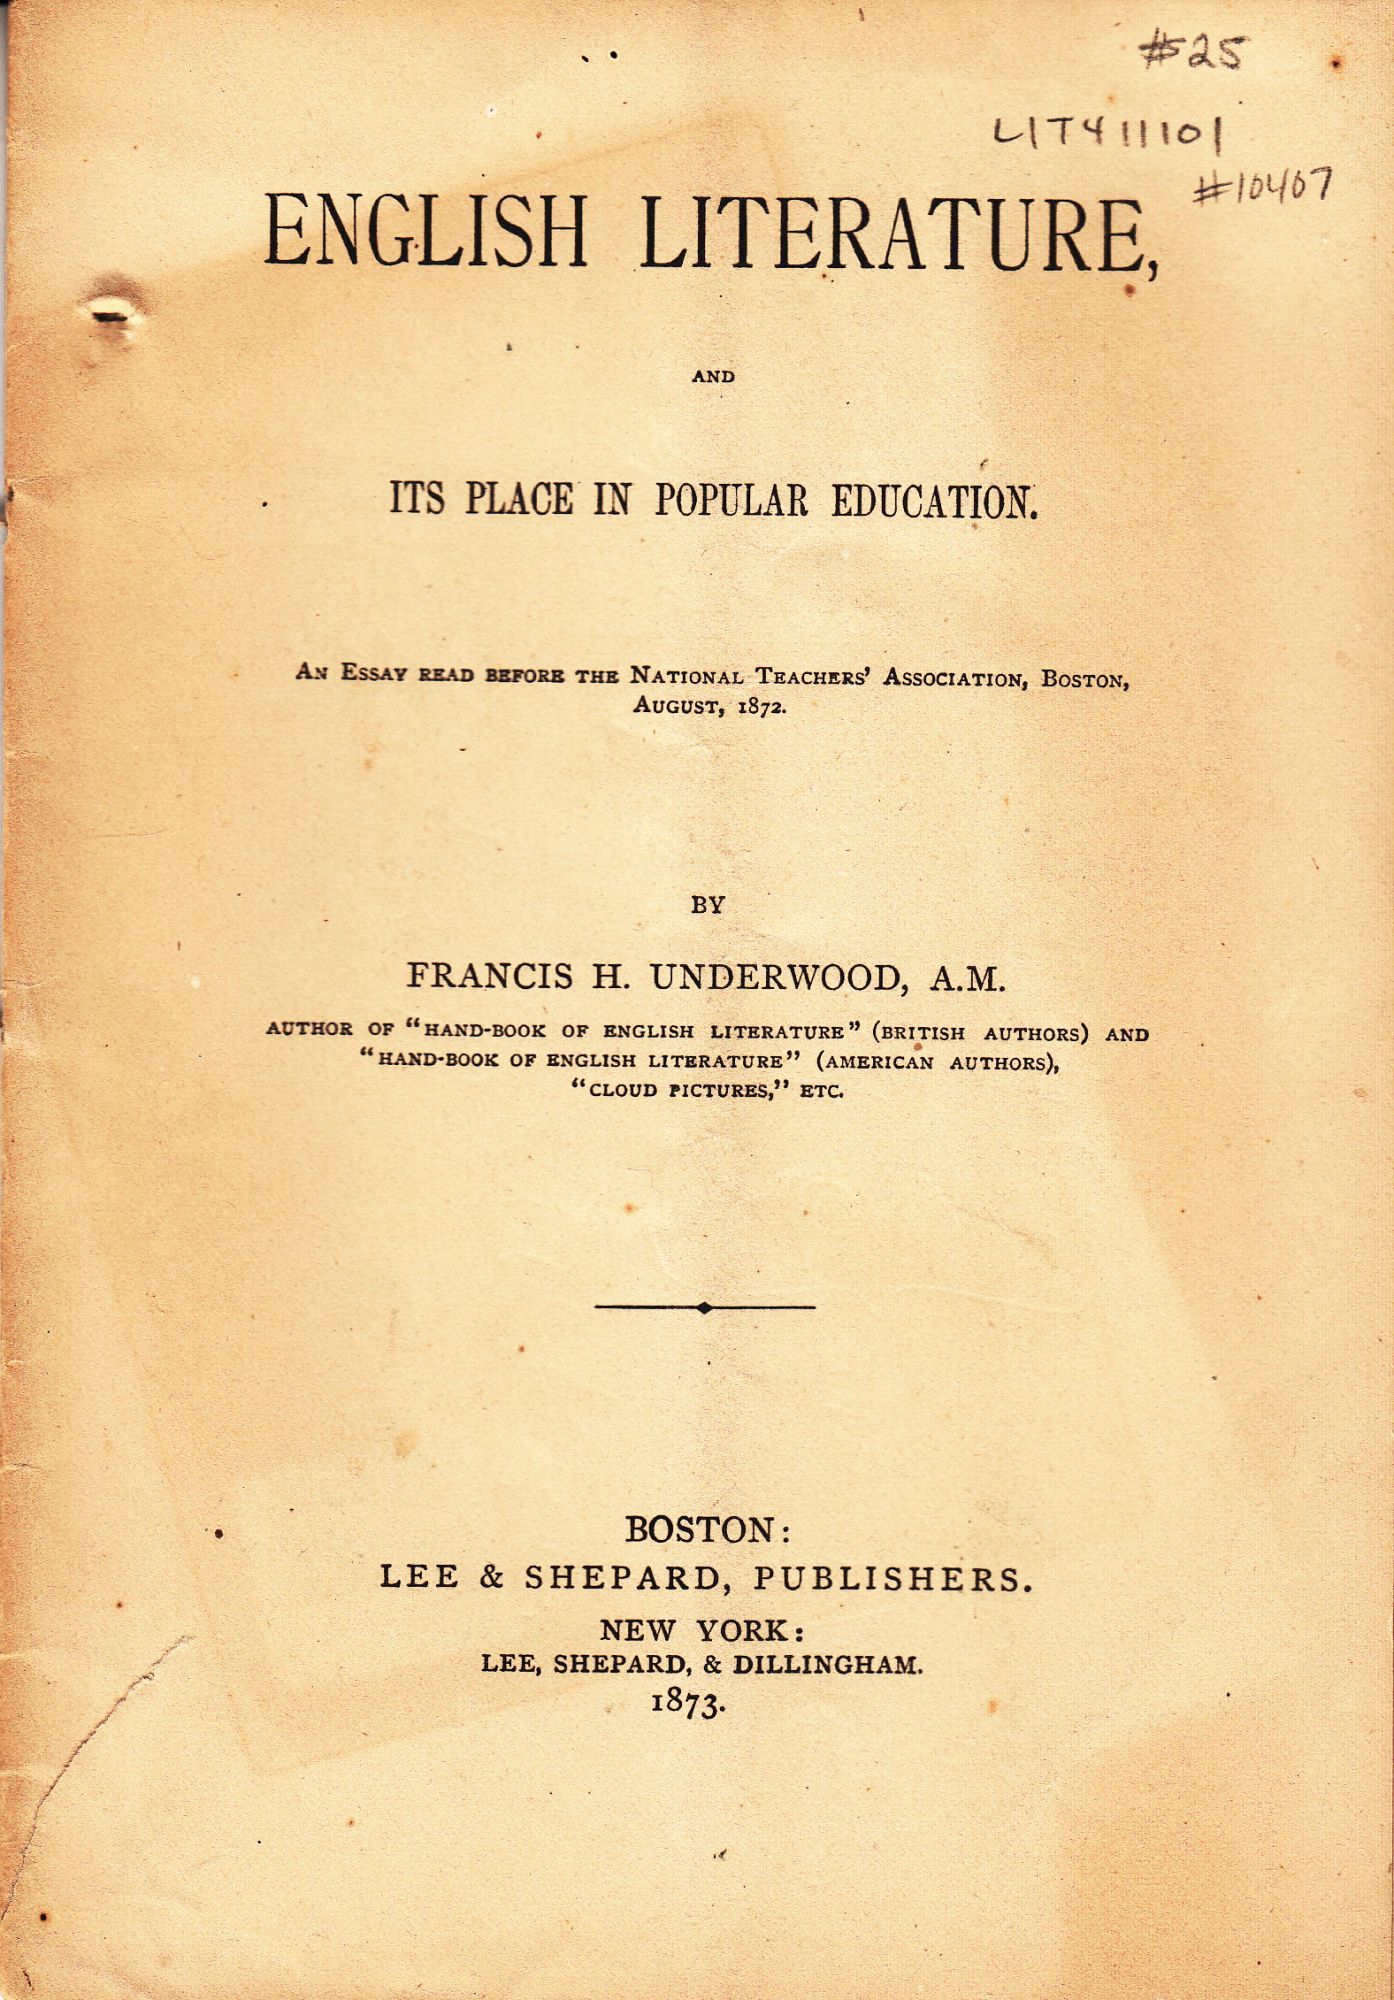 #25
LIT411101
#10407
ENGLISH LITERATURE,
AND
ITS PLACE IN POPULAR EDUCATION.
AN ESSAY READ BEFORE THE NATIONAL TEACHERS' ASSOCIATION, BOSTON,
AUGUST, 1872.
BY
FRANCIS H. UNDERWOOD, A.M.
AUTHOR OF "HAND-BOOK OF ENGLISH LITERATURE" (BRITISH AUTHORS) AND
"HAND-BOOK OF ENGLISH LITERATURE" (AMERICAN AUTHORS),
"CLOUD PICTURES," ETC.
BOSTON:
LEE & SHEPARD, PUBLISHERS.
NEW YORK:
LEE, SHEPARD, & DILLINGHAM.
1873.